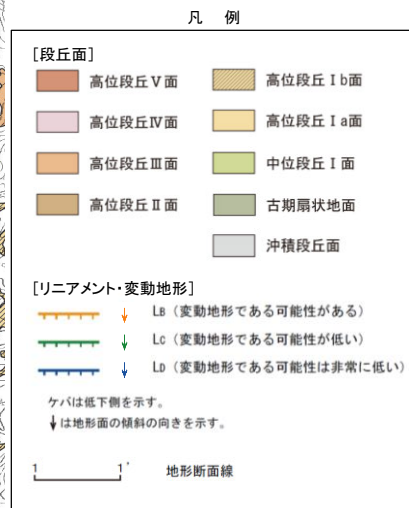 凡 例
[段丘面]
高位段丘Ⅴ面
高位段丘Ⅰb面
高位段丘Ⅳ面
高位段丘Ⅰa面
高位段丘Ⅲ面
中位段丘Ⅰ面
高位段丘Ⅱ面
古期扇状地面
沖積段丘面
[リニアメント・変動地形]
LB (変動地形である可能性がある)
LC (変動地形である可能性が低い)
LD (変動地形である可能性は非常に低い)
ケバは低下側を示す。
↓は地形面の傾斜の向きを示す。
1 1' 地形断面線